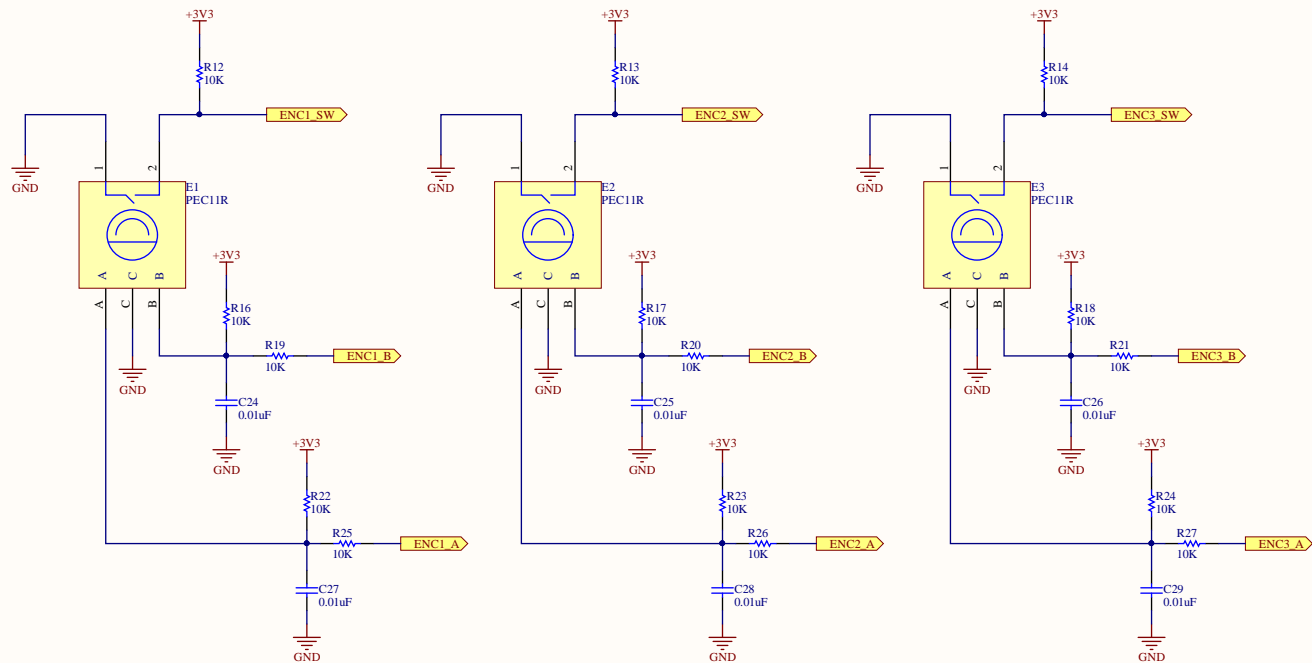 +3V3
+3V3
+3V3
R12
10K
R13
10K
R14
10K
ENC1_SW
ENC2_SW
ENC3_SW
GND
1
2
GND
1
2
GND
1
2
E1
PEC11R
E2
PEC11R
E3
PEC11R
A
C
B
A
C
B
A
C
B
A
C
B
A
C
B
A
C
B
+3V3
+3V3
+3V3
R16
10K
R17
10K
R18
10K
R19
10K
ENC1_B
R20
10K
ENC2_B
R21
10K
ENC3_B
GND
GND
GND
C24
0.01uF
C25
0.01uF
C26
0.01uF
GND
GND
GND
+3V3
+3V3
+3V3
R22
10K
R23
10K
R24
10K
R25
10K
ENC1_A
R26
10K
ENC2_A
R27
10K
ENC3_A
C27
0.01uF
C28
0.01uF
C29
0.01uF
GND
GND
GND